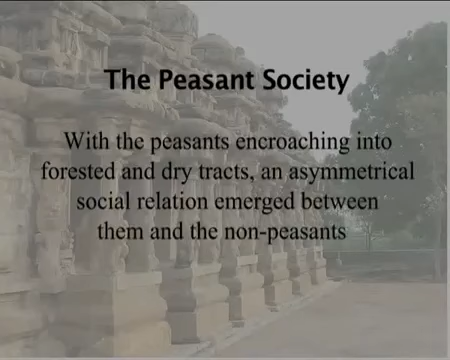 The Peasant Society
With the peasants encroaching into
forested and dry tracts, an asymmetrical
social relation emerged between
them and the non-peasants